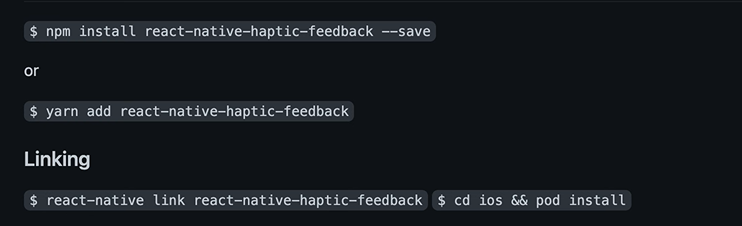 $ npm install react-native-haptic-feedback --save
or
$ yarn add react-native-haptic-feedback
Linking
$ react-native link react-native-haptic-feedback $ cd ios && pod install